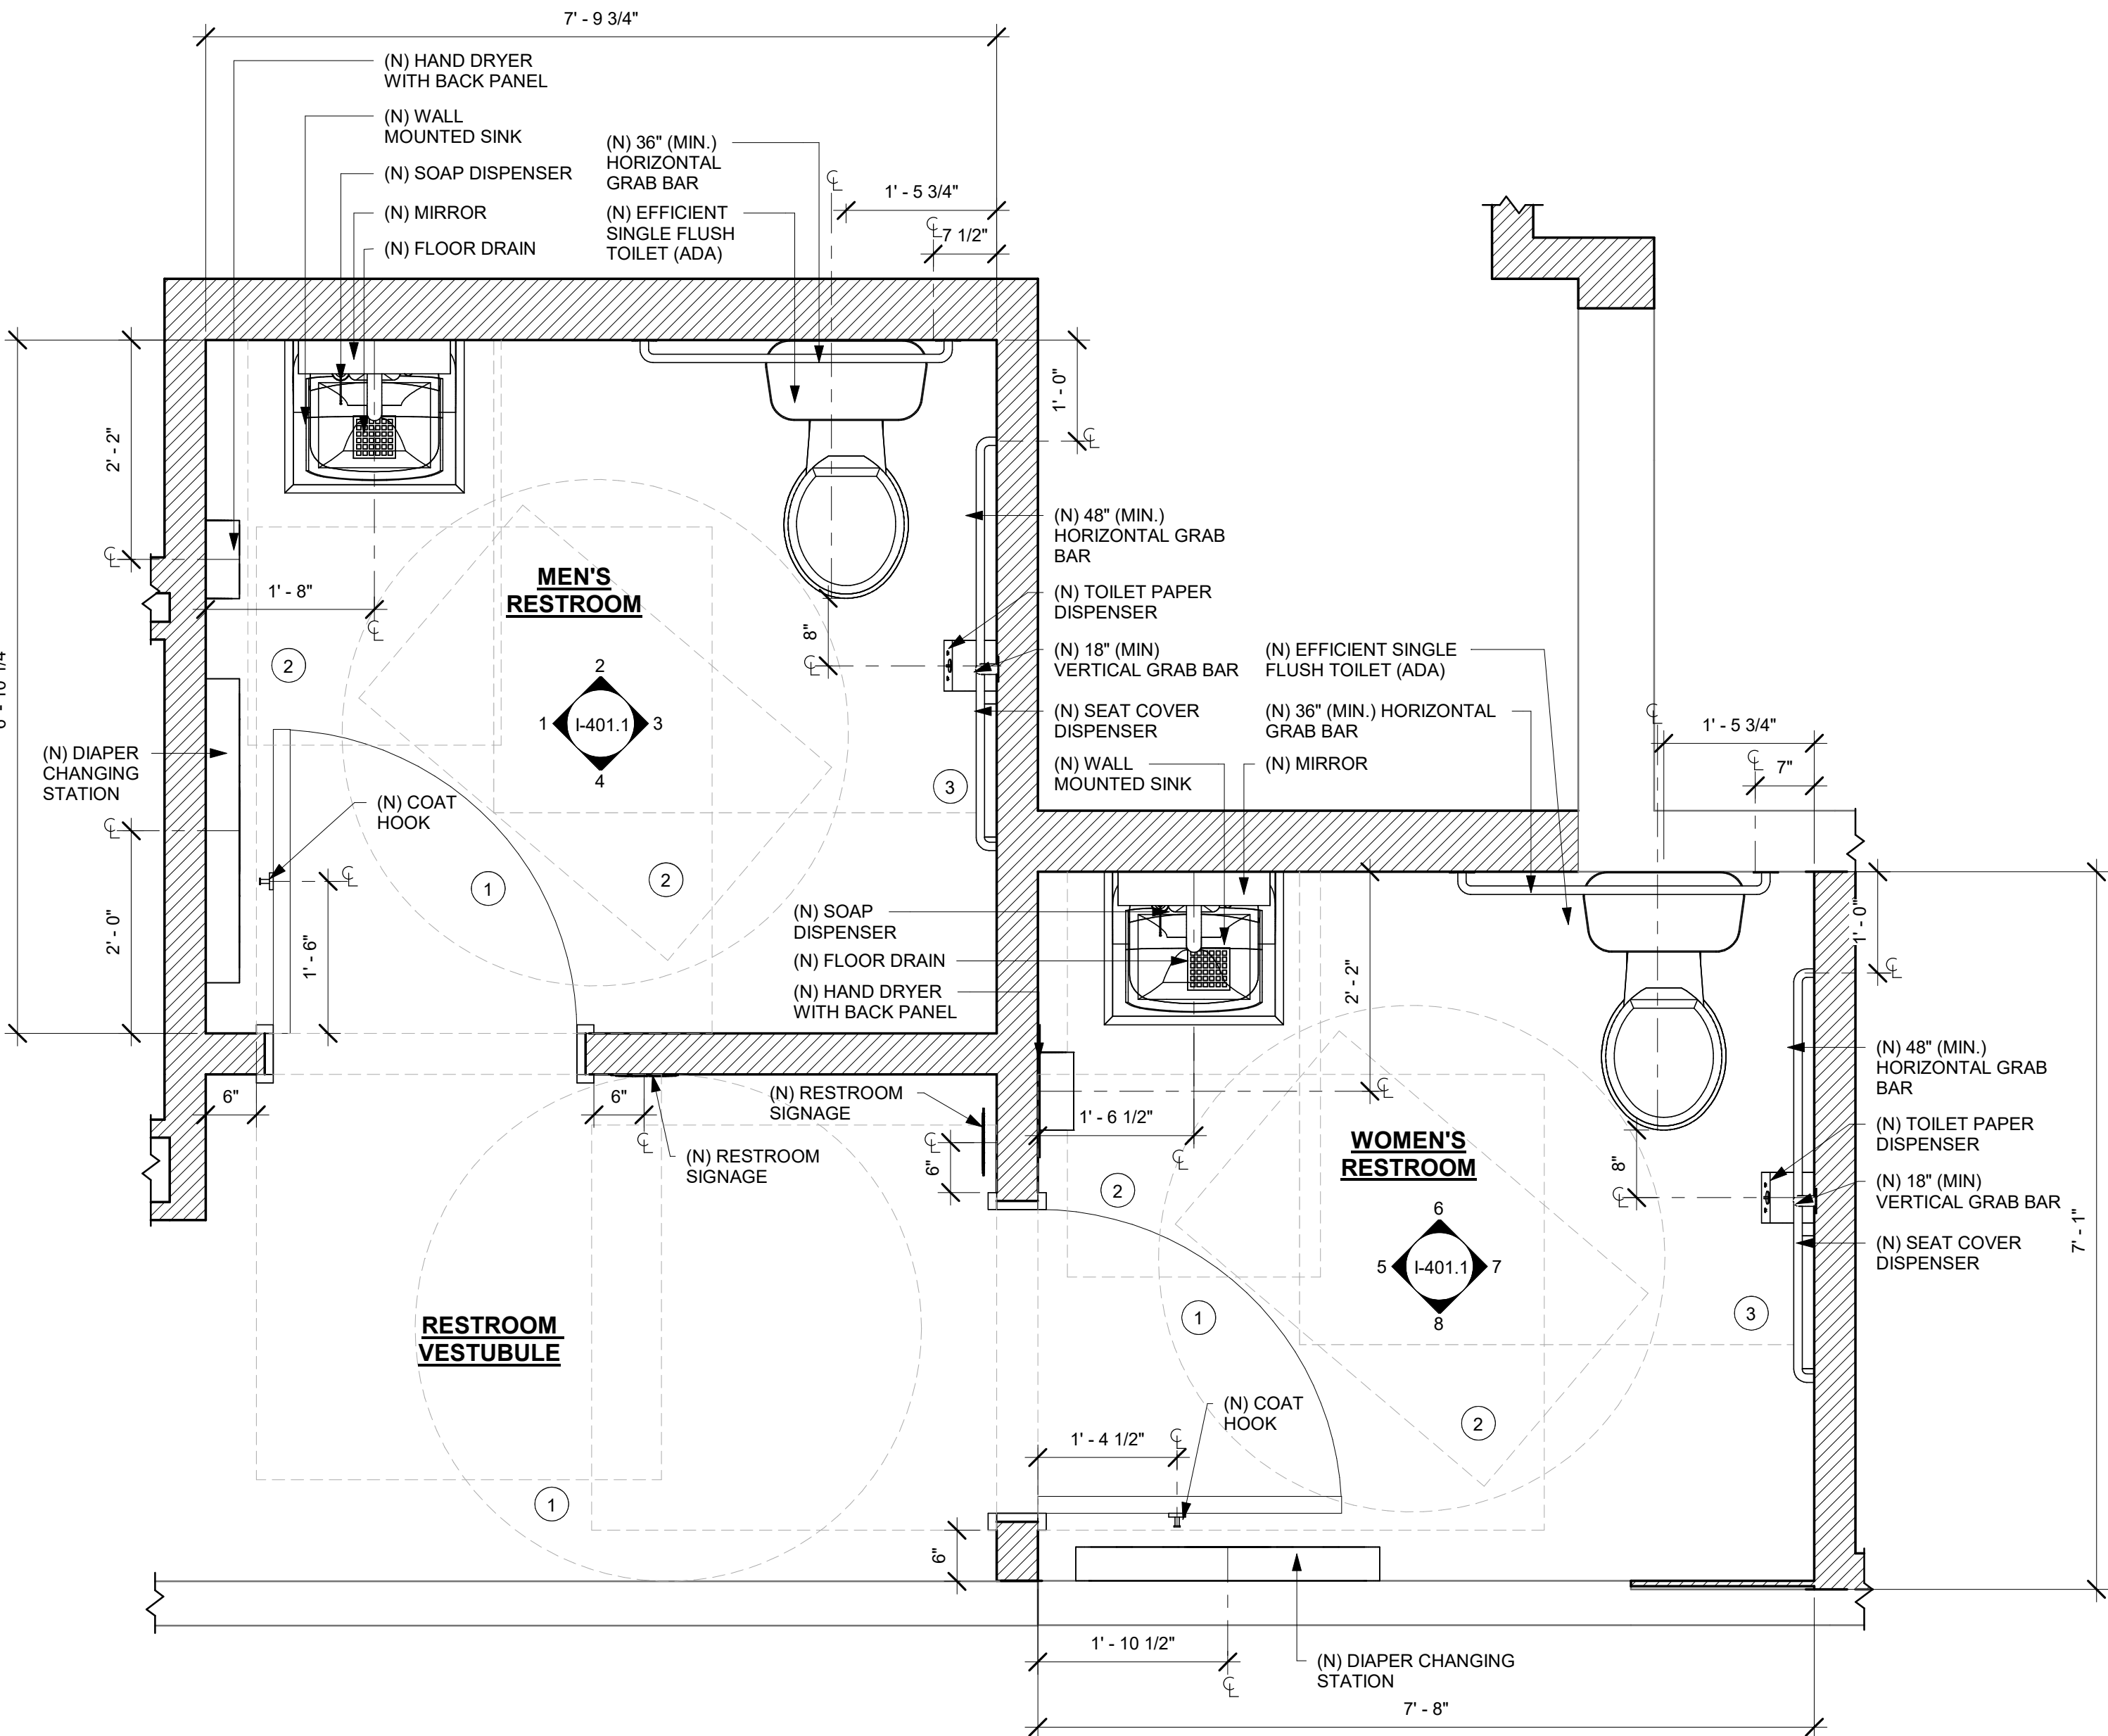 7' - 9 3/4"
(N) HAND DRYER
WITH BACK PANEL
(N) WALL
MOUNTED SINK
(N) SOAP DISPENSER
(N) MIRROR
(N) FLOOR DRAIN
(N) 36" (MIN.)
HORIZONTAL
GRAB BAR
(N) EFFICIENT
SINGLE FLUSH
TOILET (ADA)
1' - 5 3/4"
7 1/2"
1' - 0"
2' - 2"
1' - 8"
MEN'S
RESTROOM
8"
2
2
1
I-401.1
3
4
(N) 48" (MIN.)
HORIZONTAL GRAB
BAR
(N) TOILET PAPER
DISPENSER
(N) 18" (MIN)
VERTICAL GRAB BAR
(N) SEAT COVER
DISPENSER
(N) WALL
MOUNTED SINK
(N) EFFICIENT SINGLE
FLUSH TOILET (ADA)
(N) 36" (MIN.) HORIZONTAL
GRAB BAR
(N) MIRROR
1' - 5 3/4"
7"
(N) DIAPER
CHANGING
STATION
(N) COAT
HOOK
3
1
2
2' - 0"
1' - 6"
(N) SOAP
DISPENSER
(N) FLOOR DRAIN
(N) HAND DRYER
WITH BACK PANEL
2' - 2"
1' - 0"
6"
6"
(N) RESTROOM
SIGNAGE
(N) RESTROOM
SIGNAGE
6"
1' - 6 1/2"
WOMEN'S
RESTROOM
8"
(N) 48" (MIN.)
HORIZONTAL GRAB
BAR
(N) TOILET PAPER
DISPENSER
(N) 18" (MIN)
VERTICAL GRAB BAR
(N) SEAT COVER
DISPENSER
7' - 1"
2
6
5
I-401.1
7
8
1
3
RESTROOM
VESTUBULE
(N) COAT
HOOK
2
1' - 4 1/2"
1
6"
1' - 10 1/2"
(N) DIAPER CHANGING
STATION
7' - 8"